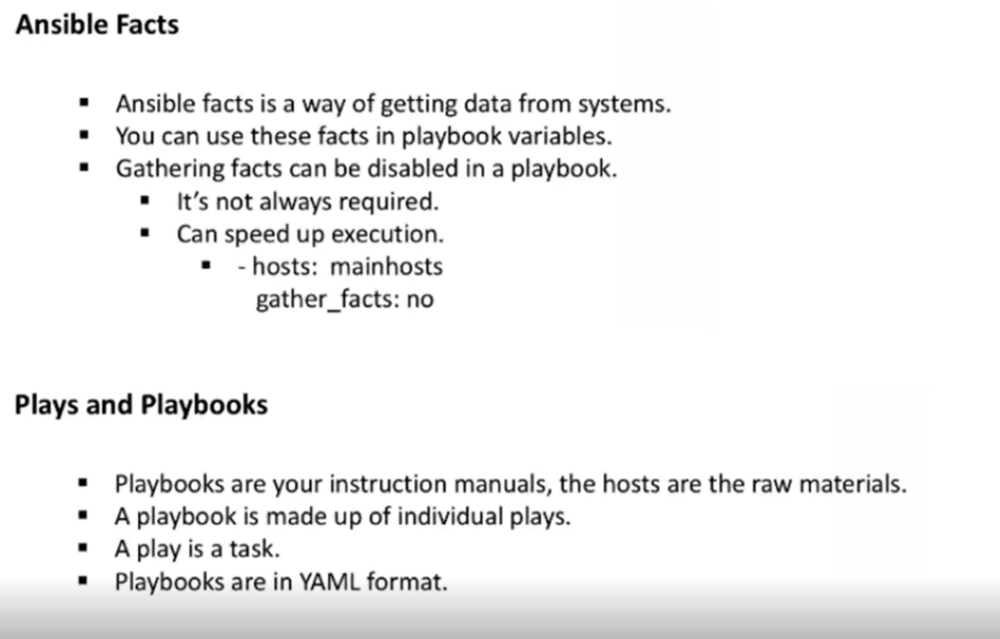 Ansible Facts
▪ Ansible facts is a way of getting data from systems.
▪ You can use these facts in playbook variables.
▪ Gathering facts can be disabled in a playbook.
▪ It’s not always required.
▪ Can speed up execution.
▪ - hosts: mainhosts
gather_facts: no
Plays and Playbooks
▪ Playbooks are your instruction manuals, the hosts are the raw materials.
▪ A playbook is made up of individual plays.
▪ A play is a task.
▪ Playbooks are in YAML format.